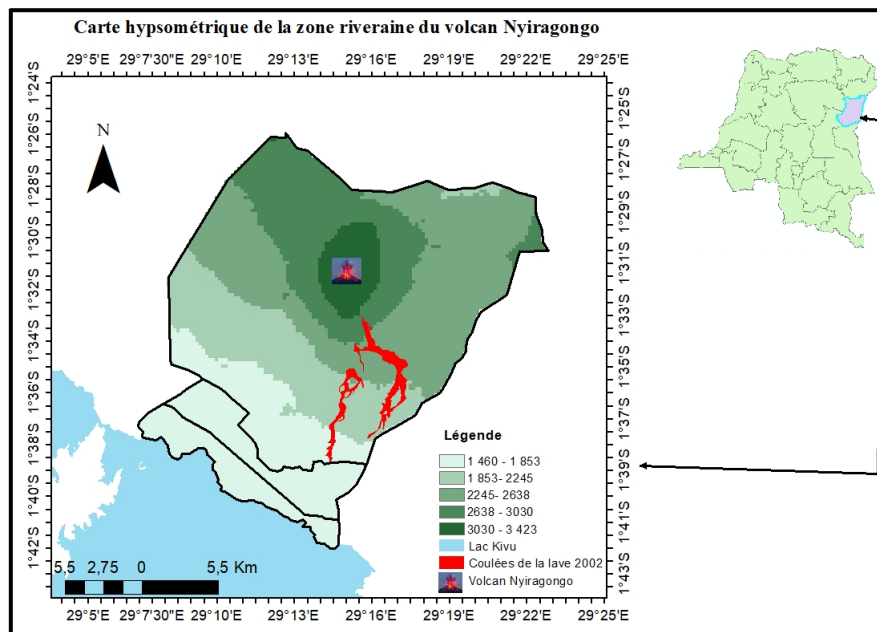 Carte hypsométrique de la zone riveraine du volcan Nyiragongo
29°5'E 29°7'30"E 29°10'E 29°13'E 29°16'E 29°19'E 29°22'E 29°25'E
1°24'S
1°26'S
1°28'S
1°30'S
1°32'S
1°34'S
1°36'S
1°38'S
1°40'S
1°42'S
N
1°25'S
1°27'S
1°29'S
1°31'S
1°33'S
1°35'S
1°37'S
1°39'S
1°41'S
1°43'S
Légende
1 460 - 1 853
1 853- 2245
2245- 2638
2638 - 3030
3030 - 3 423
Lac Kivu
Coulées de la lave 2002
Volcan Nyiragongo
5,5 2,75 0 5,5 Km
29°5'E 29°7'30"E 29°10'E 29°13'E 29°16'E 29°19'E 29°22'E 29°25'E